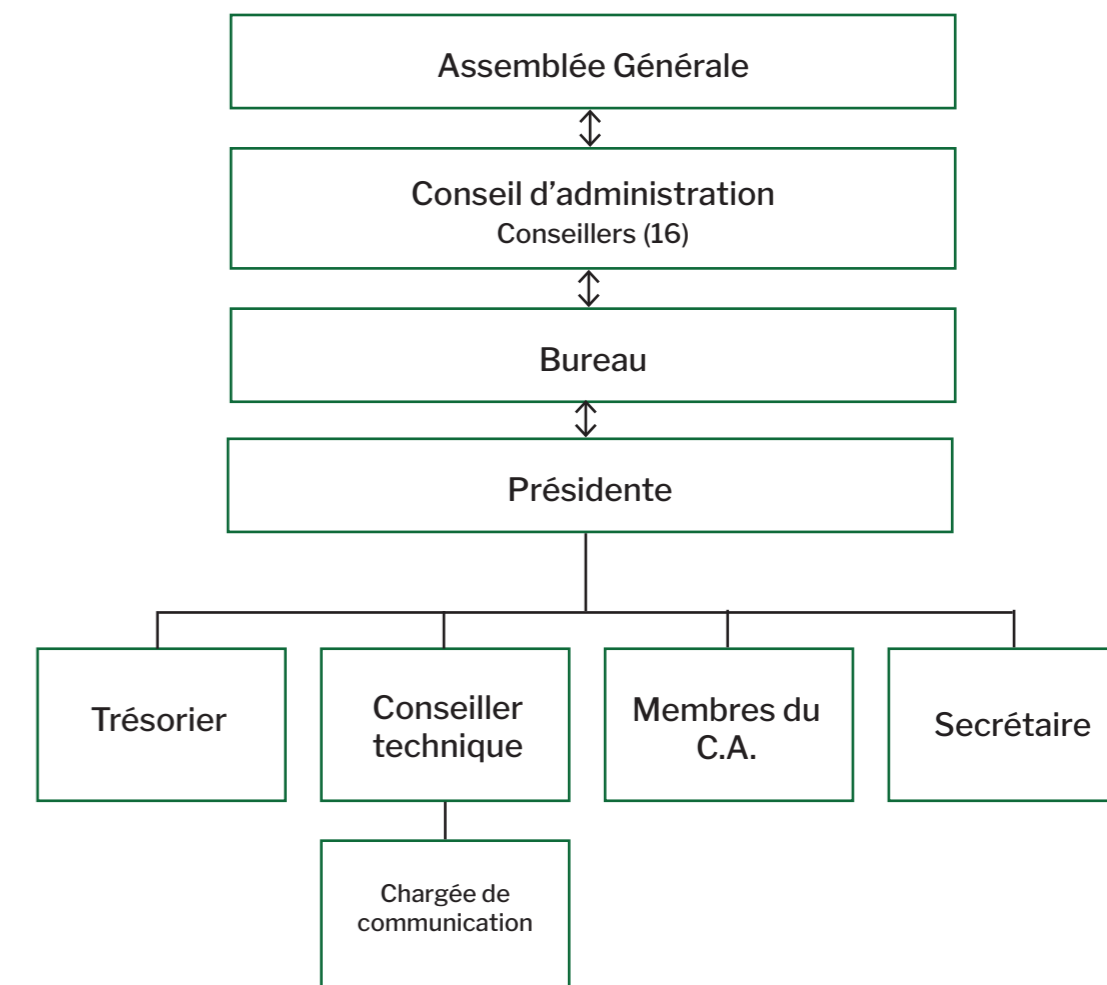 Assemblée Générale
Conseil d’administration
Conseillers (16)
Bureau
Présidente
Trésorier
Conseiller
technique
Membres du
C.A.
Secrétaire
Chargée de
communication